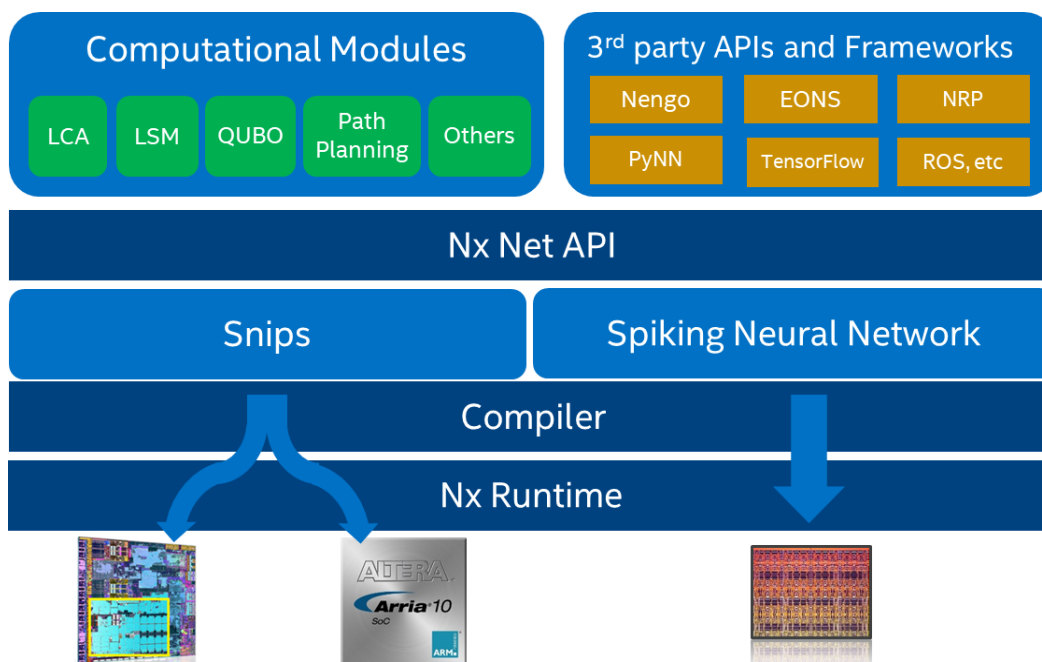 Computational Modules
LCA
LSM
QUBO
Path
Planning
Others
3rd party APIs and Frameworks
Nengo
EONS
NRP
PyNN
TensorFlow
ROS, etc
Nx Net API
Snips
Spiking Neural Network
Compiler
Nx Runtime
ALTERA
Arria 10
SoC
ARM